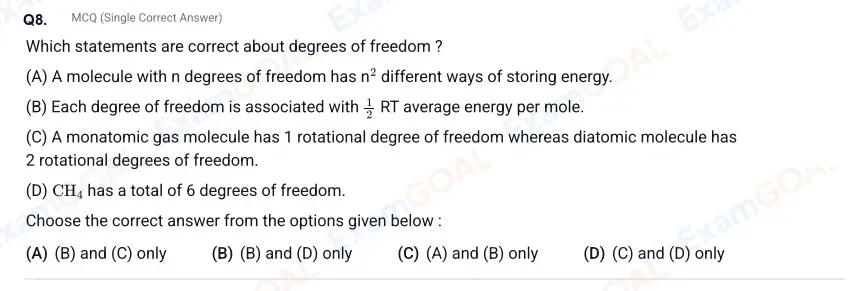 Q8. MCQ (Single Correct Answer)
Which statements are correct about degrees of freedom ?
(A) A molecule with n degrees of freedom has n² different ways of storing energy.
(B) Each degree of freedom is associated with 1/2 RT average energy per mole.
(C) A monatomic gas molecule has 1 rotational degree of freedom whereas diatomic molecule has
2 rotational degrees of freedom.
(D) CH₄ has a total of 6 degrees of freedom.
Choose the correct answer from the options given below :
(A) (B) and (C) only (B) (B) and (D) only (C) (A) and (B) only (D) (C) and (D) only
ExamGOAL